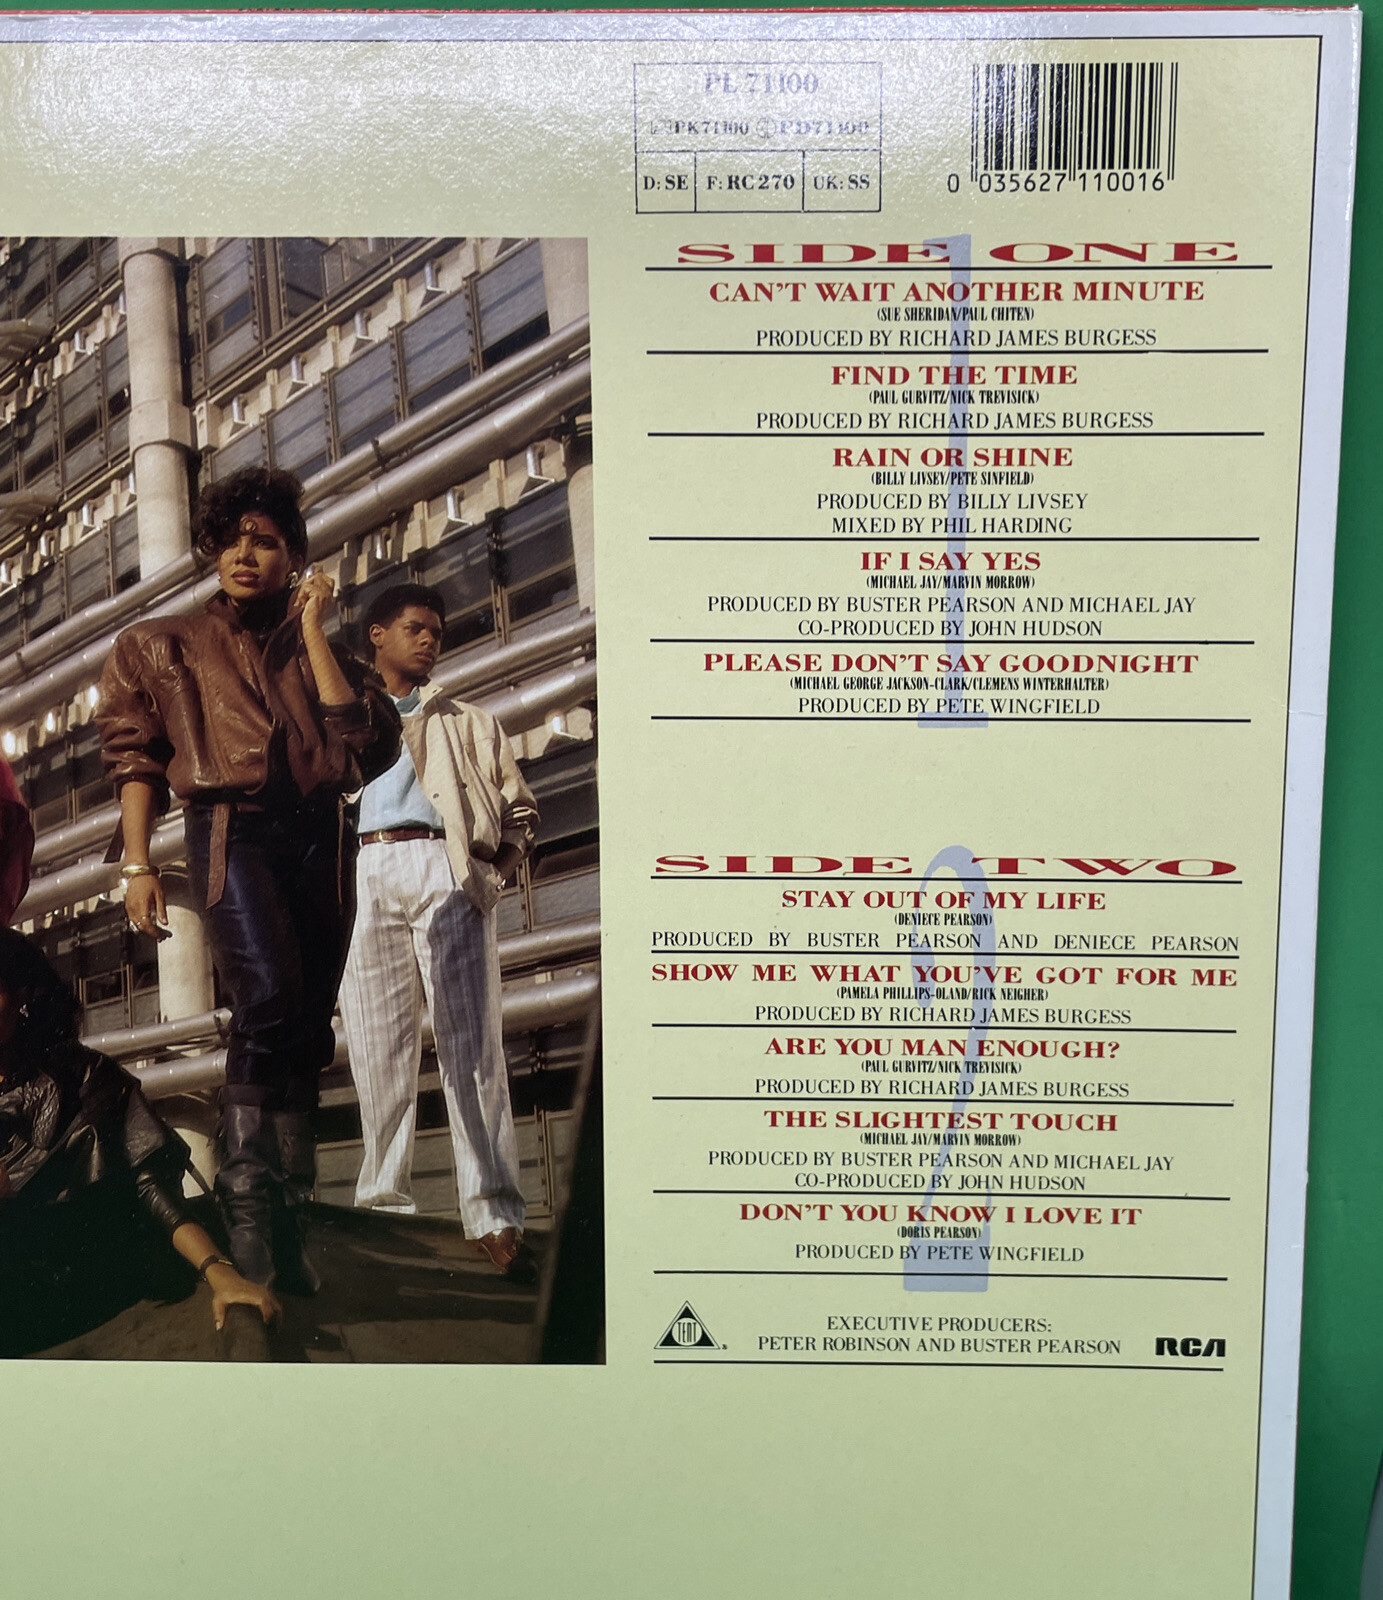 PL 71100
PK71100 PD71100
D: SE F: RC 270 UK: SS
0 035627 110016
SIDE ONE
CAN'T WAIT ANOTHER MINUTE
(SUE SHERIDAN/PAUL CHITEN)
PRODUCED BY RICHARD JAMES BURGESS
FIND THE TIME
(PAUL GURVITZ/NICK TREVISICK)
PRODUCED BY RICHARD JAMES BURGESS
RAIN OR SHINE
(BILLY LIVSEY/PETE SINFIELD)
PRODUCED BY BILLY LIVSEY
MIXED BY PHIL HARDING
IF I SAY YES
(MICHAEL JAY/MARVIN MORROW)
PRODUCED BY BUSTER PEARSON AND MICHAEL JAY
CO-PRODUCED BY JOHN HUDSON
PLEASE DON'T SAY GOODNIGHT
(MICHAEL GEORGE JACKSON-CLARK/CLEMENS WINTERHALTER)
PRODUCED BY PETE WINGFIELD
1
SIDE TWO
STAY OUT OF MY LIFE
(DENIECE PEARSON)
PRODUCED BY BUSTER PEARSON AND DENIECE PEARSON
SHOW ME WHAT YOU'VE GOT FOR ME
(PAMELA PHILLIPS-OLAND/RICK NEIGHER)
PRODUCED BY RICHARD JAMES BURGESS
ARE YOU MAN ENOUGH?
(PAUL GURVITZ/NICK TREVISICK)
PRODUCED BY RICHARD JAMES BURGESS
THE SLIGHTEST TOUCH
(MICHAEL JAY/MARVIN MORROW)
PRODUCED BY BUSTER PEARSON AND MICHAEL JAY
CO-PRODUCED BY JOHN HUDSON
DON'T YOU KNOW I LOVE IT
(DORIS PEARSON)
PRODUCED BY PETE WINGFIELD
2
TENT
EXECUTIVE PRODUCERS:
PETER ROBINSON AND BUSTER PEARSON
RCA